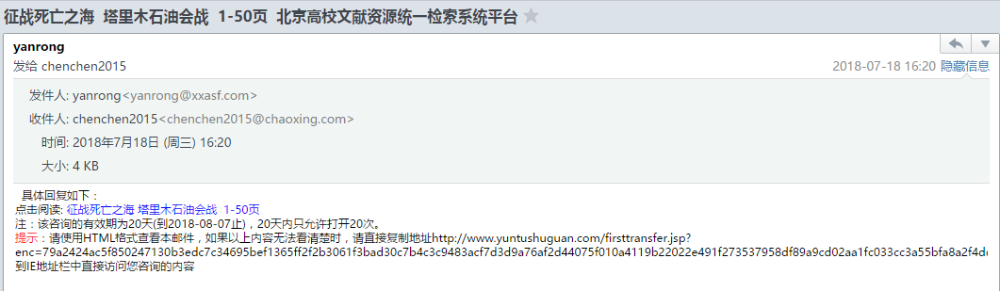 征战死亡之海 塔里木石油会战 1-50页 北京高校文献资源统一检索系统平台
yanrong
发给 chenchen2015
2018-07-18 16:20 隐藏信息
发件人: yanrong<yanrong@xxasf.com>
收件人: chenchen2015<chenchen2015@chaoxing.com>
时间: 2018年7月18日 (周三) 16:20
大小: 4 KB
具体回复如下：
点击阅读: 征战死亡之海 塔里木石油会战 1-50页
注：该咨询的有效期为20天(到2018-08-07止)，20天内只允许打开20次。
提示：请使用HTML格式查看本邮件，如果以上内容无法看清楚时，请直接复制地址http://www.yuntushuguan.com/firsttransfer.jsp?
enc=79a2424ac5f850247130b3edc7c34695bef1365ff2f2b3061f3bad30c7b4c3c9483acf7d3d9a76af2d44075f010a4119b22022e491f273537958df89a9cd02aa1fc033cc3a55bfa8a2f4d
到IE地址栏中直接访问您咨询的内容